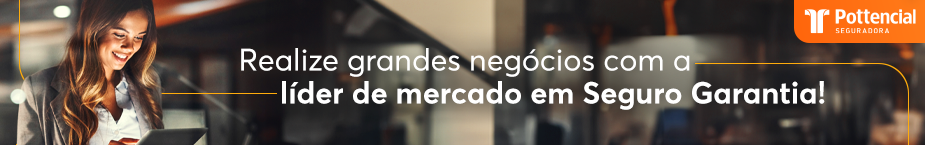 Pottencial
SEGURADORA
Realize grandes negócios com a
líder de mercado em Seguro Garantia!